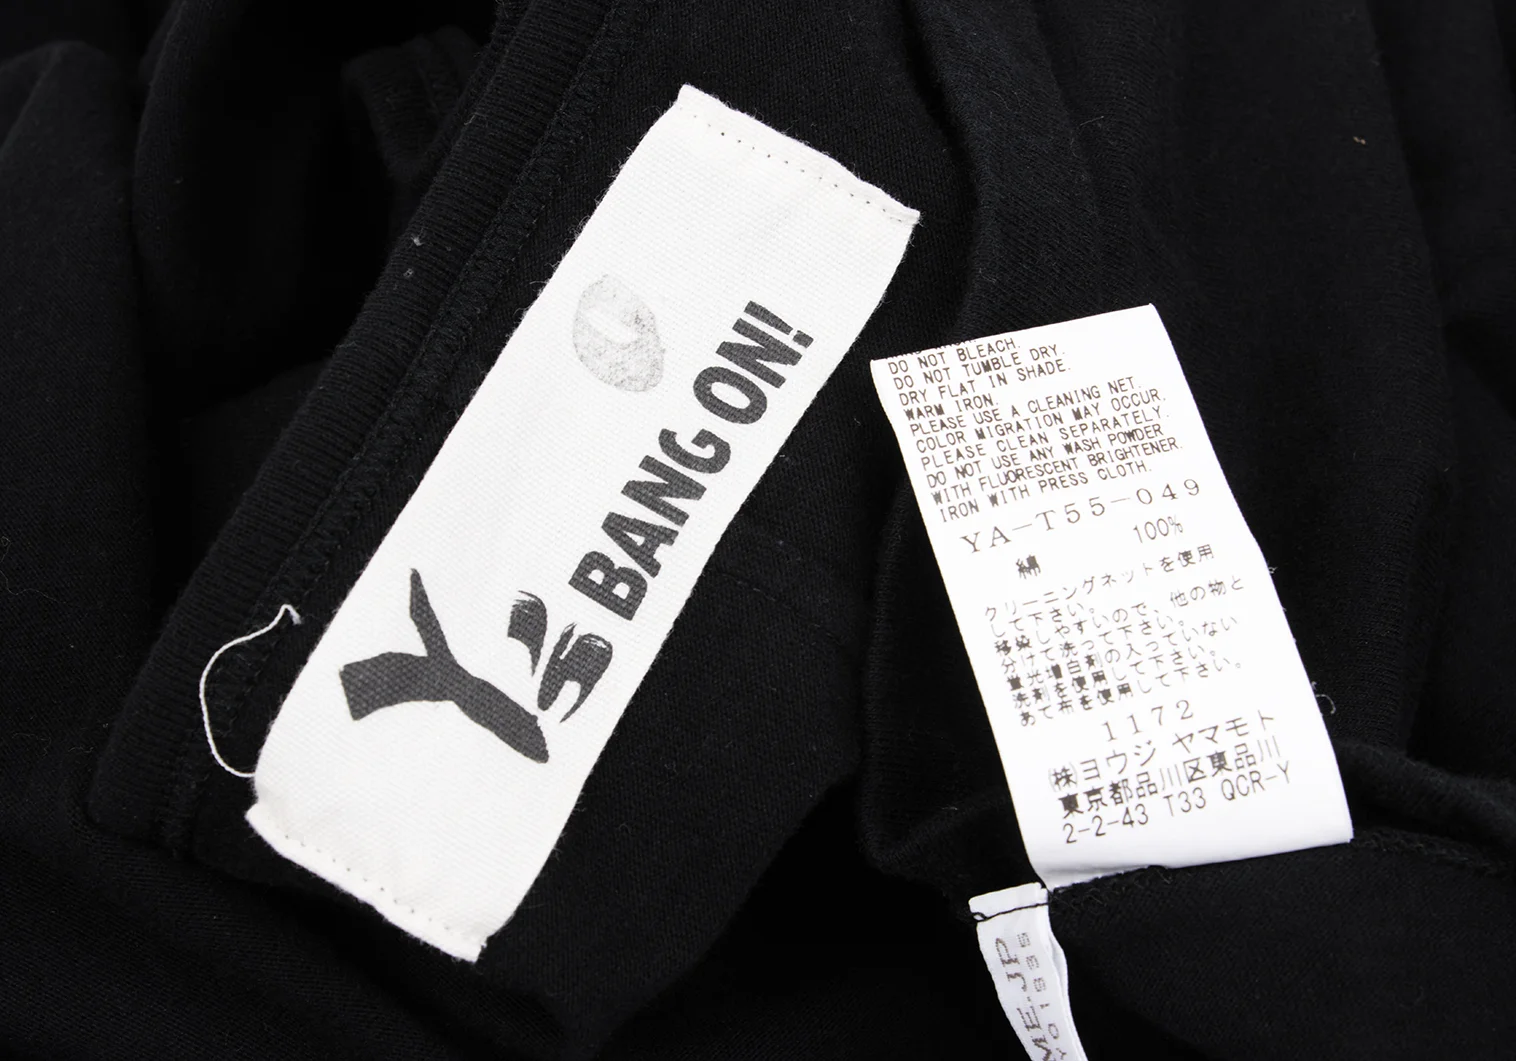 Y's BANG ON!
DO NOT BLEACH.
DO NOT TUMBLE DRY.
DRY FLAT IN SHADE.
WARM IRON.
PLEASE USE A CLEANING NET.
COLOR MIGRATION MAY OCCUR.
PLEASE CLEAN SEPARATELY.
DO NOT USE ANY WASH POWDER
WITH FLUORESCENT BRIGHTENER.
IRON WITH PRESS CLOTH.
YA-T55-049
綿 100%
クリーニングネットを使用
して下さい。
移染しやすいので、他の物と
分けて洗って下さい。
蛍光増白剤の入っていない
洗剤を使用して下さい。
あて布を使用して下さい。
1172
㈱ヨウジ ヤマモト
東京都品川区東品川
2-2-43 T33 QCR-Y
ME.JP